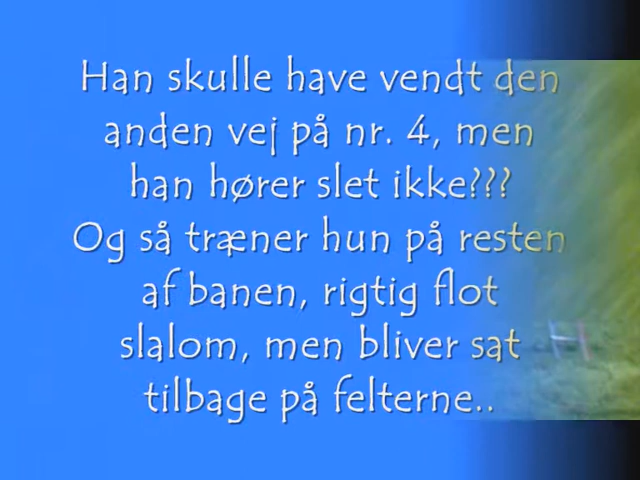 Han skulle have vendt den
anden vej på nr. 4, men
han hører slet ikke???
Og så træner hun på resten
af banen, rigtig flot
slalom, men bliver sat
tilbage på felterne..